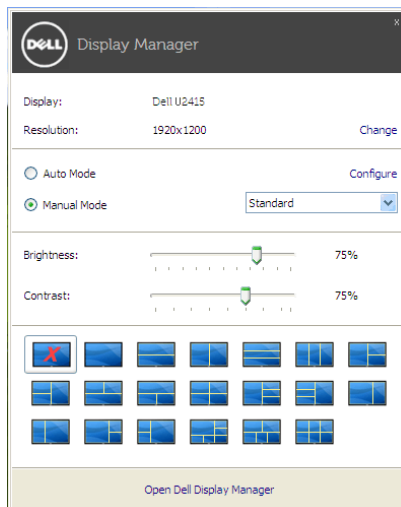 x
DELL Display Manager
Display: Dell U2415
Resolution: 1920x1200 Change
Auto Mode Configure
Manual Mode Standard
Brightness: 75%
Contrast: 75%
Open Dell Display Manager